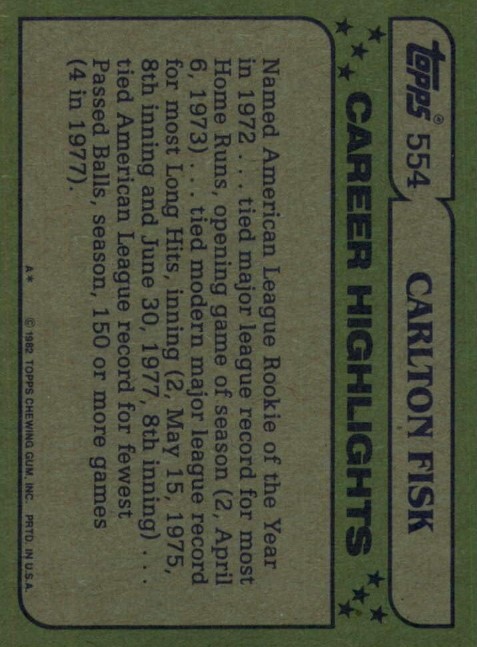 Topps® 554 CARLTON FISK
CAREER HIGHLIGHTS
Named American League Rookie of the Year
in 1972 . . . . tied major league record for most
Home Runs, opening game of season (2, April
6, 1973) . . . tied modern major league record
for most Long Hits, inning (2, May 15, 1975,
8th inning and June 30, 1977, 8th inning) . . .
tied American League record for fewest
Passed Balls, season, 150 or more games
(4 in 1977).
A* © 1982 TOPPS CHEWING GUM, INC. PRTD. IN U.S.A.